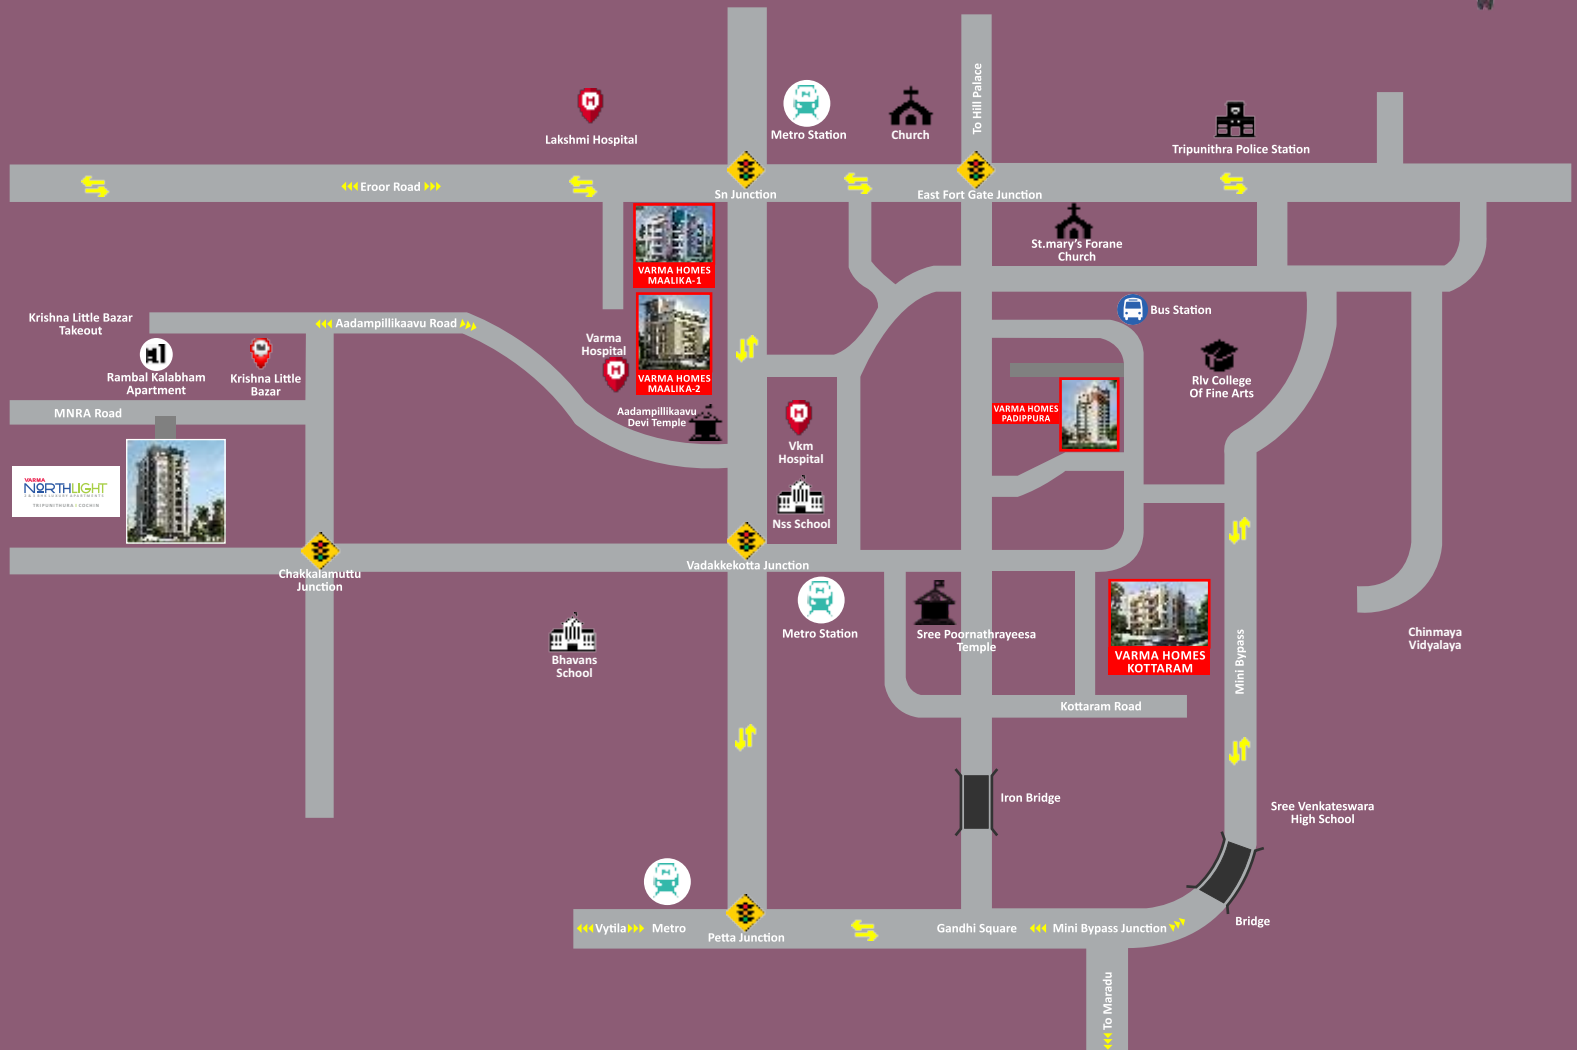 To Hill Palace
Lakshmi Hospital
Metro Station
Church
Tripunithra Police Station
Eroor Road
Sn Junction
East Fort Gate Junction
St.mary's Forane
Church
VARMA HOMES
MAALIKA-1
Krishna Little Bazar
Takeout
Aadampillikaavu Road
Bus Station
Varma
Hospital
Rambal Kalabham
Apartment
Krishna Little
Bazar
VARMA HOMES
MAALIKA-2
Rlv College
Of Fine Arts
MNRA Road
Aadampillikaavu
Devi Temple
VARMA HOMES
PADIPPURA
Vkm
Hospital
VARMA
NORTHLIGHT
TRIPUNITHURA | COCHIN
Nss School
Chakkalamuttu
Junction
Vadakkekotta Junction
Metro Station
Sree Poornathrayeesa
Temple
VARMA HOMES
KOTTARAM
Mini Bypass
Chinmaya
Vidyalaya
Bhavans
School
Kottaram Road
Iron Bridge
Sree Venkateswara
High School
Vytila
Metro
Petta Junction
Gandhi Square
Mini Bypass Junction
Bridge
To Maradu